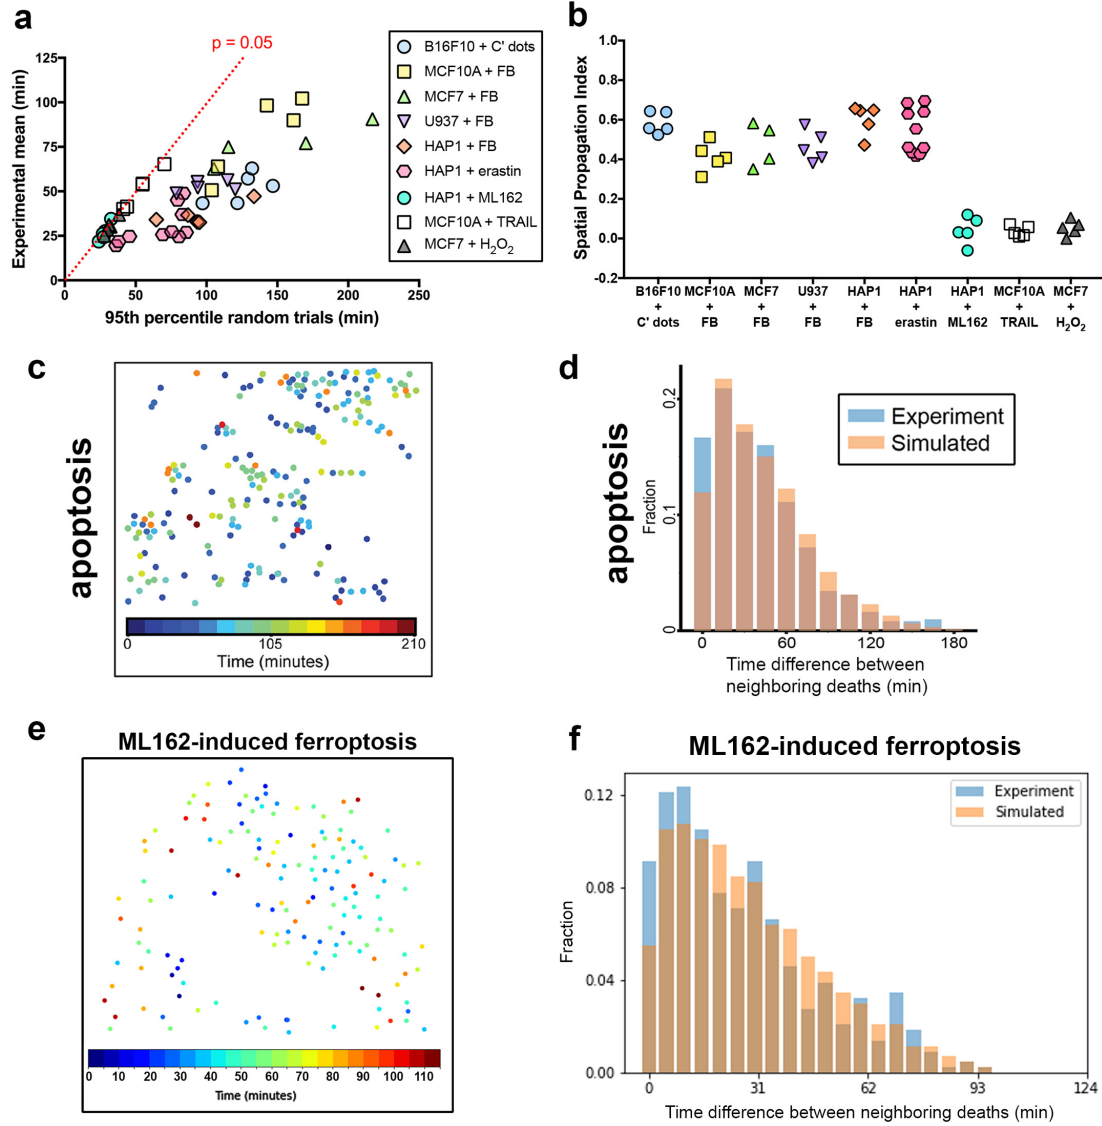 a
p = 0.05
Experimental mean (min)
125
100
75
50
25
0
0 50 100 150 200 250
95th percentile random trials (min)
B16F10 + C' dots
MCF10A + FB
MCF7 + FB
U937 + FB
HAP1 + FB
HAP1 + erastin
HAP1 + ML162
MCF10A + TRAIL
MCF7 + H₂O₂
b
Spatial Propagation Index
1.0
0.8
0.6
0.4
0.2
0.0
-0.2
B16F10 MCF10A MCF7 U937 HAP1 HAP1 HAP1 MCF10A MCF7
+ + + + + + + + +
C' dots FB FB FB FB erastin ML162 TRAIL H₂O₂
c
apoptosis
0 105 210
Time (minutes)
d
apoptosis
Fraction
0.2
0.1
0
Experiment
Simulated
0 60 120 180
Time difference between
neighboring deaths (min)
e
ML162-induced ferroptosis
0 10 20 30 40 50 60 70 80 90 100 110
Time (minutes)
f
ML162-induced ferroptosis
Fraction
0.12
0.08
0.04
0.00
Experiment
Simulated
0 31 62 93 124
Time difference between neighboring deaths (min)